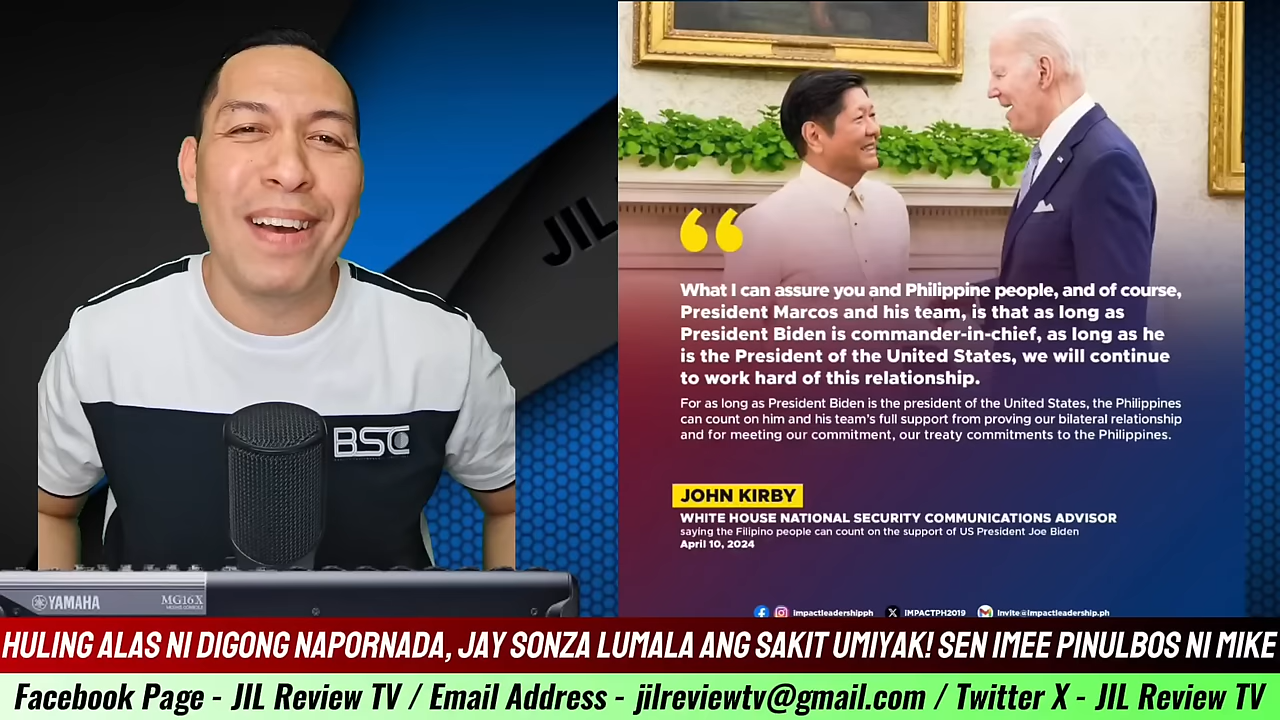 JIL
BSC
YAMAHA
MG16X
““
What I can assure you and Philippine people, and of course,
President Marcos and his team, is that as long as
President Biden is commander-in-chief, as long as he
is the President of the United States, we will continue
to work hard of this relationship.
For as long as President Biden is the president of the United States, the Philippines
can count on him and his team's full support from proving our bilateral relationship
and for meeting our commitment, our treaty commitments to the Philippines.
JOHN KIRBY
WHITE HOUSE NATIONAL SECURITY COMMUNICATIONS ADVISOR
saying the Filipino people can count on the support of US President Joe Biden
April 10, 2024
impactleadershipph IMPACTPH2019 invite@impactleadership.ph
HULING ALAS NI DIGONG NAPORNADA, JAY SONZA LUMALA ANG SAKIT UMIYAK! SEN IMEE PINULBOS NI MIKE
Facebook Page - JIL Review TV / Email Address - jilreviewtv@gmail.com / Twitter X - JIL Review TV